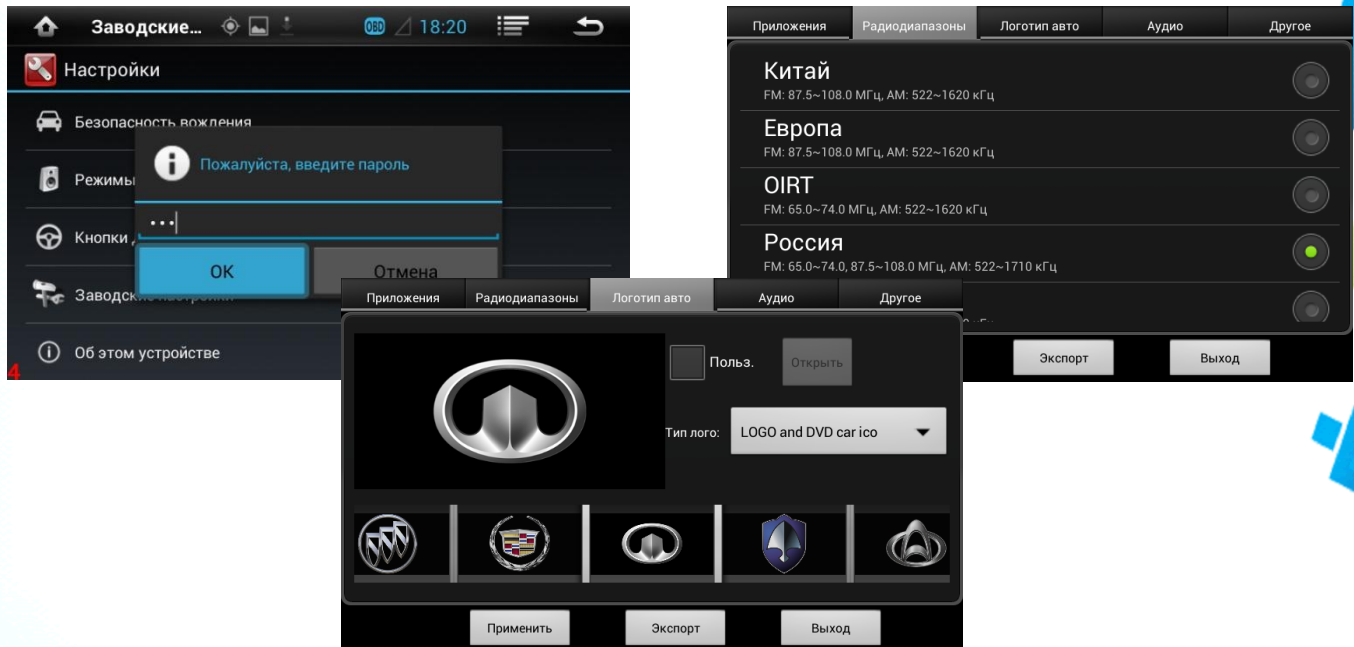 Заводские... OBD 18:20
Настройки
Безопасность вождения
Пожалуйста, введите пароль
Режимы
•••
Кнопки
OK
Отмена
Заводские настройки
Об этом устройстве
4
Приложения Радиодиапазоны Логотип авто Аудио Другое
Китай
FM: 87.5~108.0 МГц, AM: 522~1620 кГц
Европа
FM: 87.5~108.0 МГц, AM: 522~1620 кГц
OIRT
FM: 65.0~74.0 МГц, AM: 522~1620 кГц
Россия
FM: 65.0~74.0, 87.5~108.0 МГц, AM: 522~1710 кГц
Экспорт Выход
Приложения Радиодиапазоны Логотип авто Аудио Другое
Польз. Открыть
Тип лого: LOGO and DVD car ico
Применить Экспорт Выход